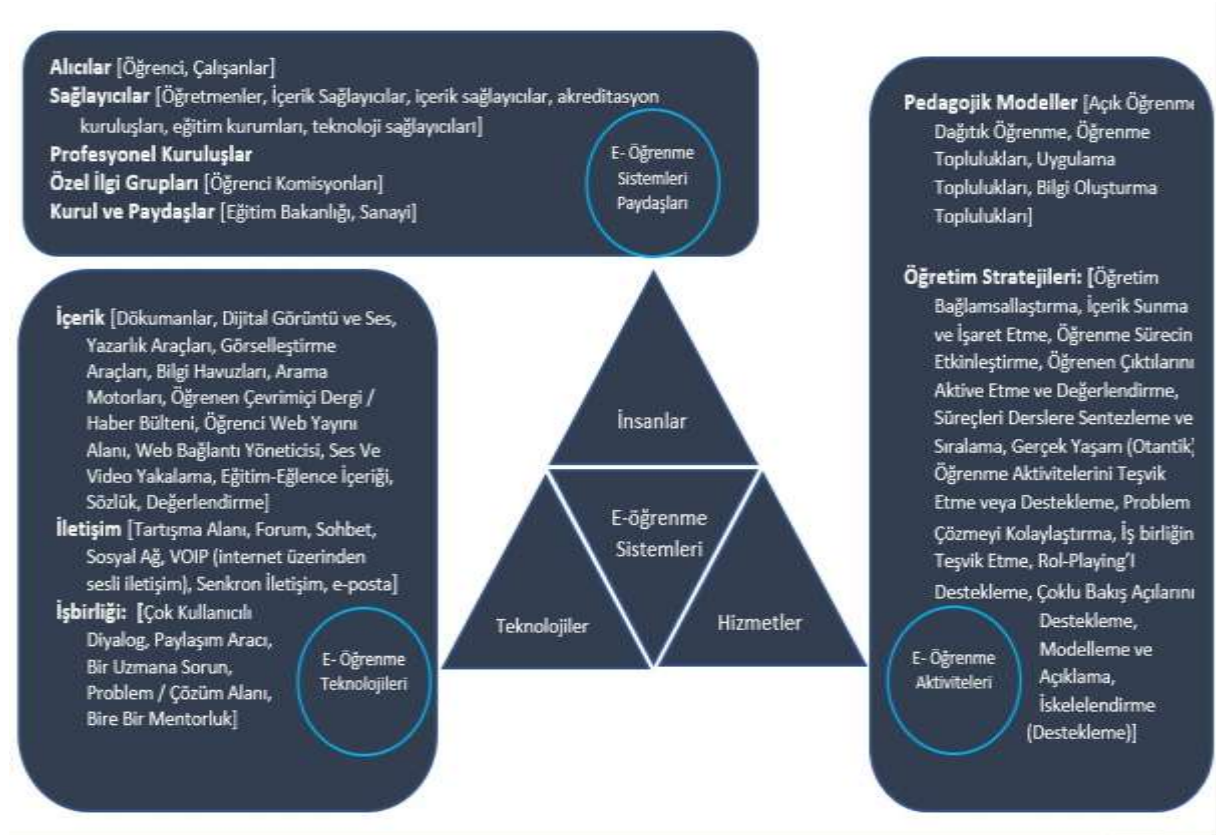 Alıcılar [Öğrenci, Çalışanlar]
Sağlayıcılar [Öğretmenler, İçerik Sağlayıcılar, içerik sağlayıcılar, akreditasyon
kuruluşları, eğitim kurumları, teknoloji sağlayıcıları]
Profesyonel Kuruluşlar
Özel İlgi Grupları [Öğrenci Komisyonları]
Kurul ve Paydaşlar [Eğitim Bakanlığı, Sanayi]
E- Öğrenme
Sistemleri
Paydaşları
İçerik [Dökumanlar, Dijital Görüntü ve Ses,
Yazarlık Araçları, Görselleştirme
Araçları, Bilgi Havuzları, Arama
Motorları, Öğrenen Çevrimiçi Dergi /
Haber Bülteni, Öğrenci Web Yayını
Alanı, Web Bağlantı Yöneticisi, Ses Ve
Video Yakalama, Eğitim-Eğlence İçeriği,
Sözlük, Değerlendirme]
İletişim [Tartışma Alanı, Forum, Sohbet,
Sosyal Ağ, VOIP (internet üzerinden
sesli iletişim), Senkron İletişim, e-posta]
İşbirliği: [Çok Kullanıcılı
Diyalog, Paylaşım Aracı,
Bir Uzmana Sorun,
Problem / Çözüm Alanı,
Bire Bir Mentorluk]
E- Öğrenme
Teknolojileri
İnsanlar
E-öğrenme
Sistemleri
Teknolojiler
Hizmetler
Pedagojik Modeller [Açık Öğrenme
Dağıtık Öğrenme, Öğrenme
Toplulukları, Uygulama
Toplulukları, Bilgi Oluşturma
Toplulukları]
Öğretim Stratejileri: [Öğretim
Bağlamsallaştırma, İçerik Sunma
ve İşaret Etme, Öğrenme Sürecin
Etkinleştirme, Öğrenen Çıktılarını
Aktive Etme ve Değerlendirme,
Süreçleri Derslere Sentezleme ve
Sıralama, Gerçek Yaşam (Otantik)
Öğrenme Aktivitelerini Teşvik
Etme veya Destekleme, Problem
Çözmeyi Kolaylaştırma, İş birliğin
Teşvik Etme, Rol-Playing’I
Destekleme, Çoklu Bakış Açılarını
Destekleme,
Modelleme ve
Açıklama,
İskelelendirme
(Destekleme)]
E- Öğrenme
Aktiviteleri